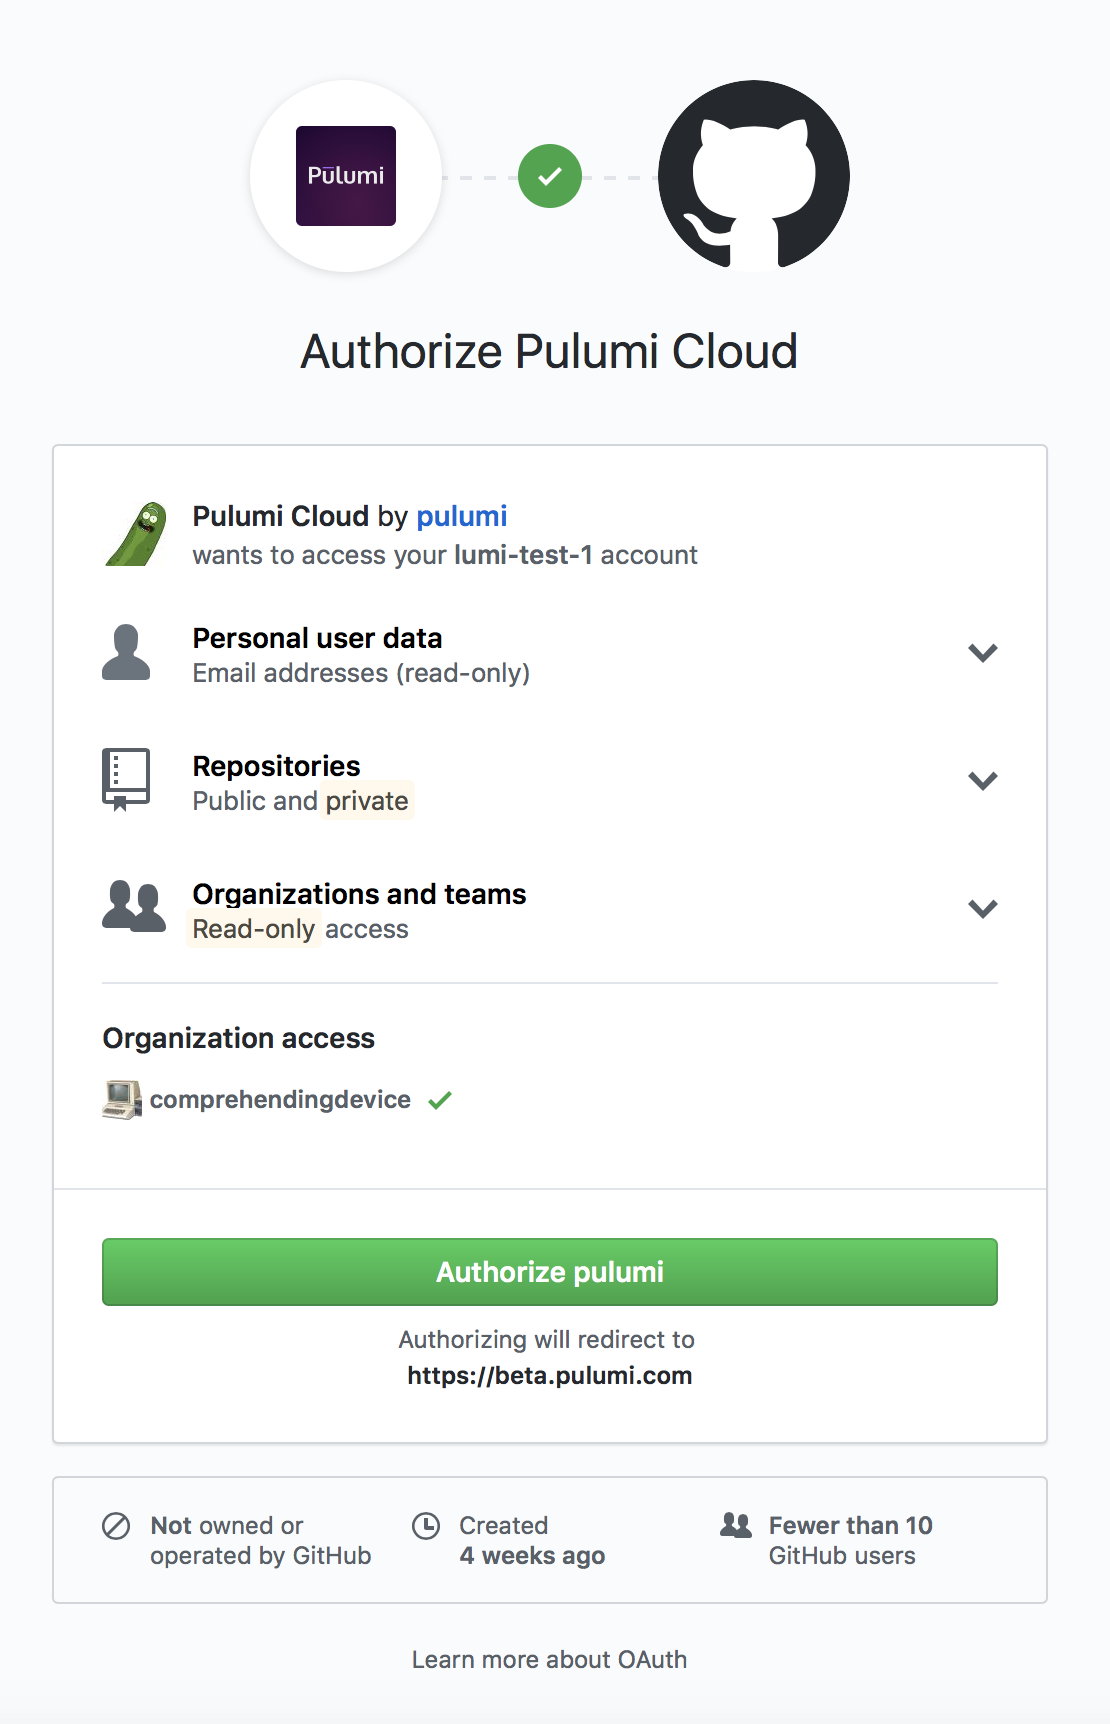 Pulumi
Authorize Pulumi Cloud
Pulumi Cloud by pulumi
wants to access your lumi-test-1 account
Personal user data
Email addresses (read-only)
Repositories
Public and private
Organizations and teams
Read-only access
Organization access
comprehendingdevice
Authorize pulumi
Authorizing will redirect to
https://beta.pulumi.com
Not owned or
operated by GitHub
Created
4 weeks ago
Fewer than 10
GitHub users
Learn more about OAuth